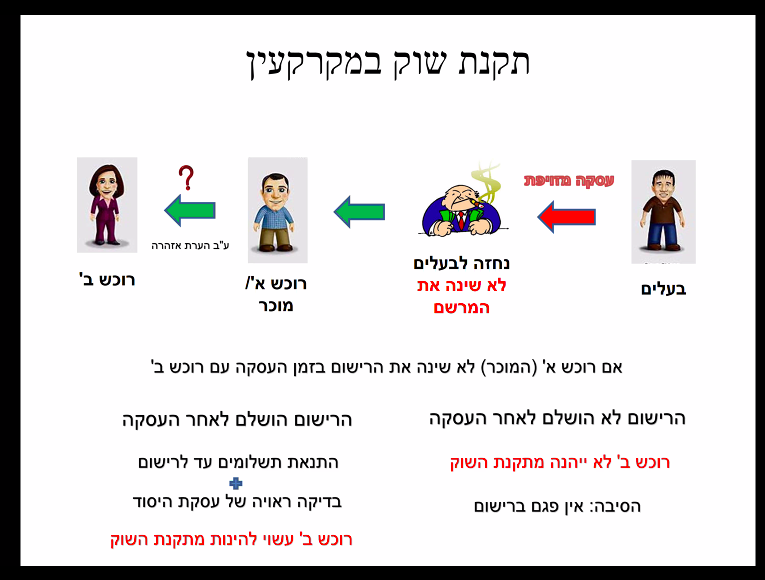 תקנת שוק במקרקעין
עסקה מזויפת
?
ע"ב הערת אזהרה
בעלים
נחזה לבעלים
לא שינה את
המרשם
רוכש א'/
מוכר
רוכש ב'
אם רוכש א' (המוכר) לא שינה את הרישום בזמן העסקה עם רוכש ב'
הרישום לא הושלם לאחר העסקה
רוכש ב' לא ייהנה מתקנת השוק
הסיבה: אין פגם ברישום
הרישום הושלם לאחר העסקה
התנאת תשלומים עד לרישום
בדיקה ראויה של עסקת היסוד
רוכש ב' עשוי להינות מתקנת השוק